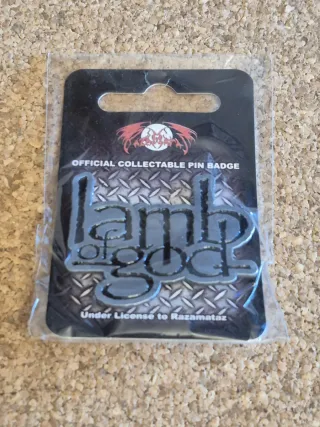 OFFICIAL COLLECTABLE PIN BADGE
lamb
of god
Under License to Razamataz